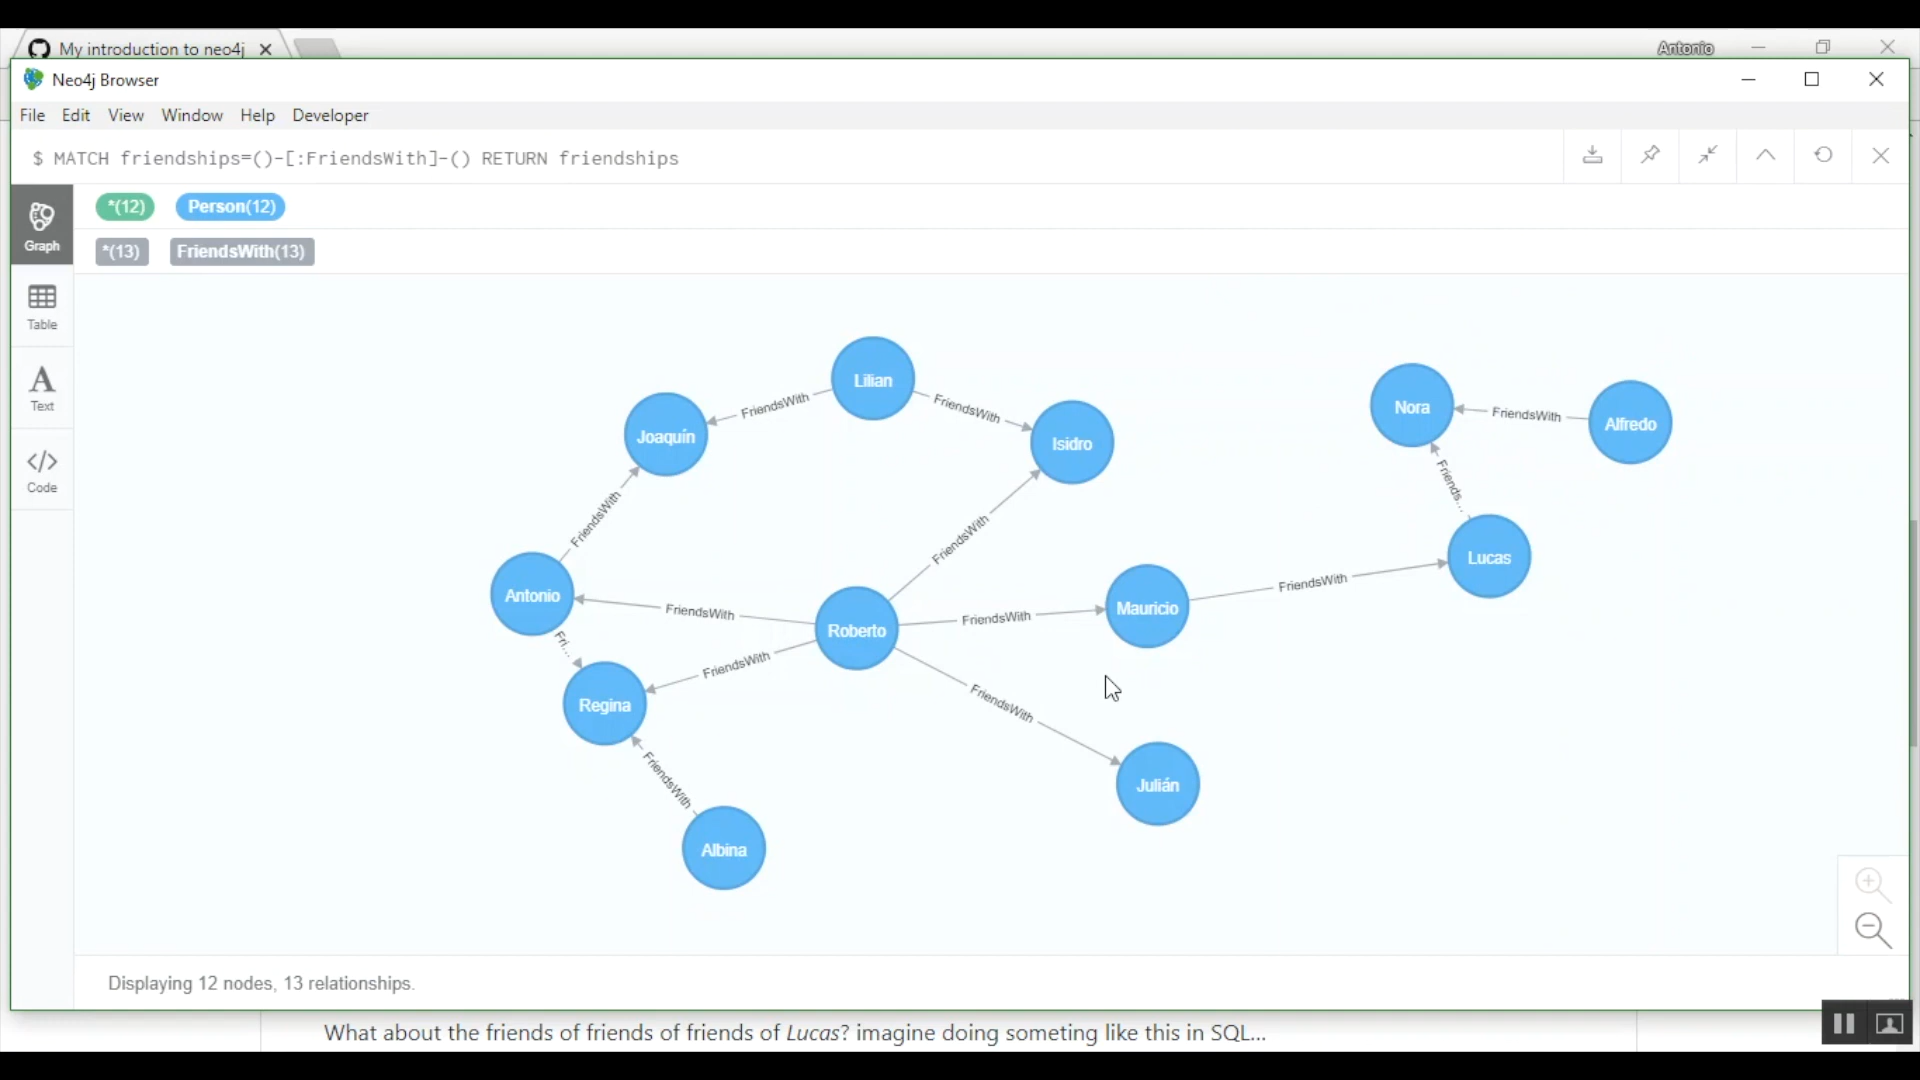 My introduction to neo4j
Antonio
Neo4j Browser
File Edit View Window Help Developer
$ MATCH friendships=()-[:FriendsWith]-() RETURN friendships
*(12) Person(12)
*(13) FriendsWith(13)
Graph
Table
Text
Code
Lilian
Joaquín
Isidro
Nora
Alfredo
Lucas
Antonio
Roberto
Mauricio
Regina
Julián
Albina
FriendsWith
FriendsWith
FriendsWith
Friends...
FriendsWith
FriendsWith
FriendsWith
FriendsWith
FriendsWith
Fri...
FriendsWith
FriendsWith
FriendsWith
Displaying 12 nodes, 13 relationships.
What about the friends of friends of friends of Lucas? imagine doing someting like this in SQL...